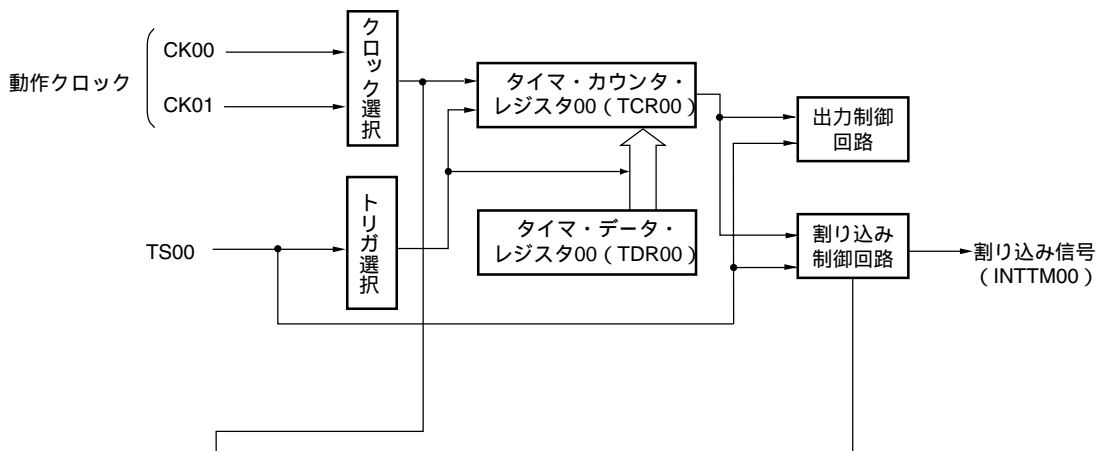 動作クロック
CK00
CK01
クロック選択
タイマ・カウンタ・
レジスタ00（TCR00）
出力制御
回路
TS00
トリガ選択
タイマ・データ・
レジスタ00（TDR00）
割り込み
制御回路
割り込み信号
（INTTM00）